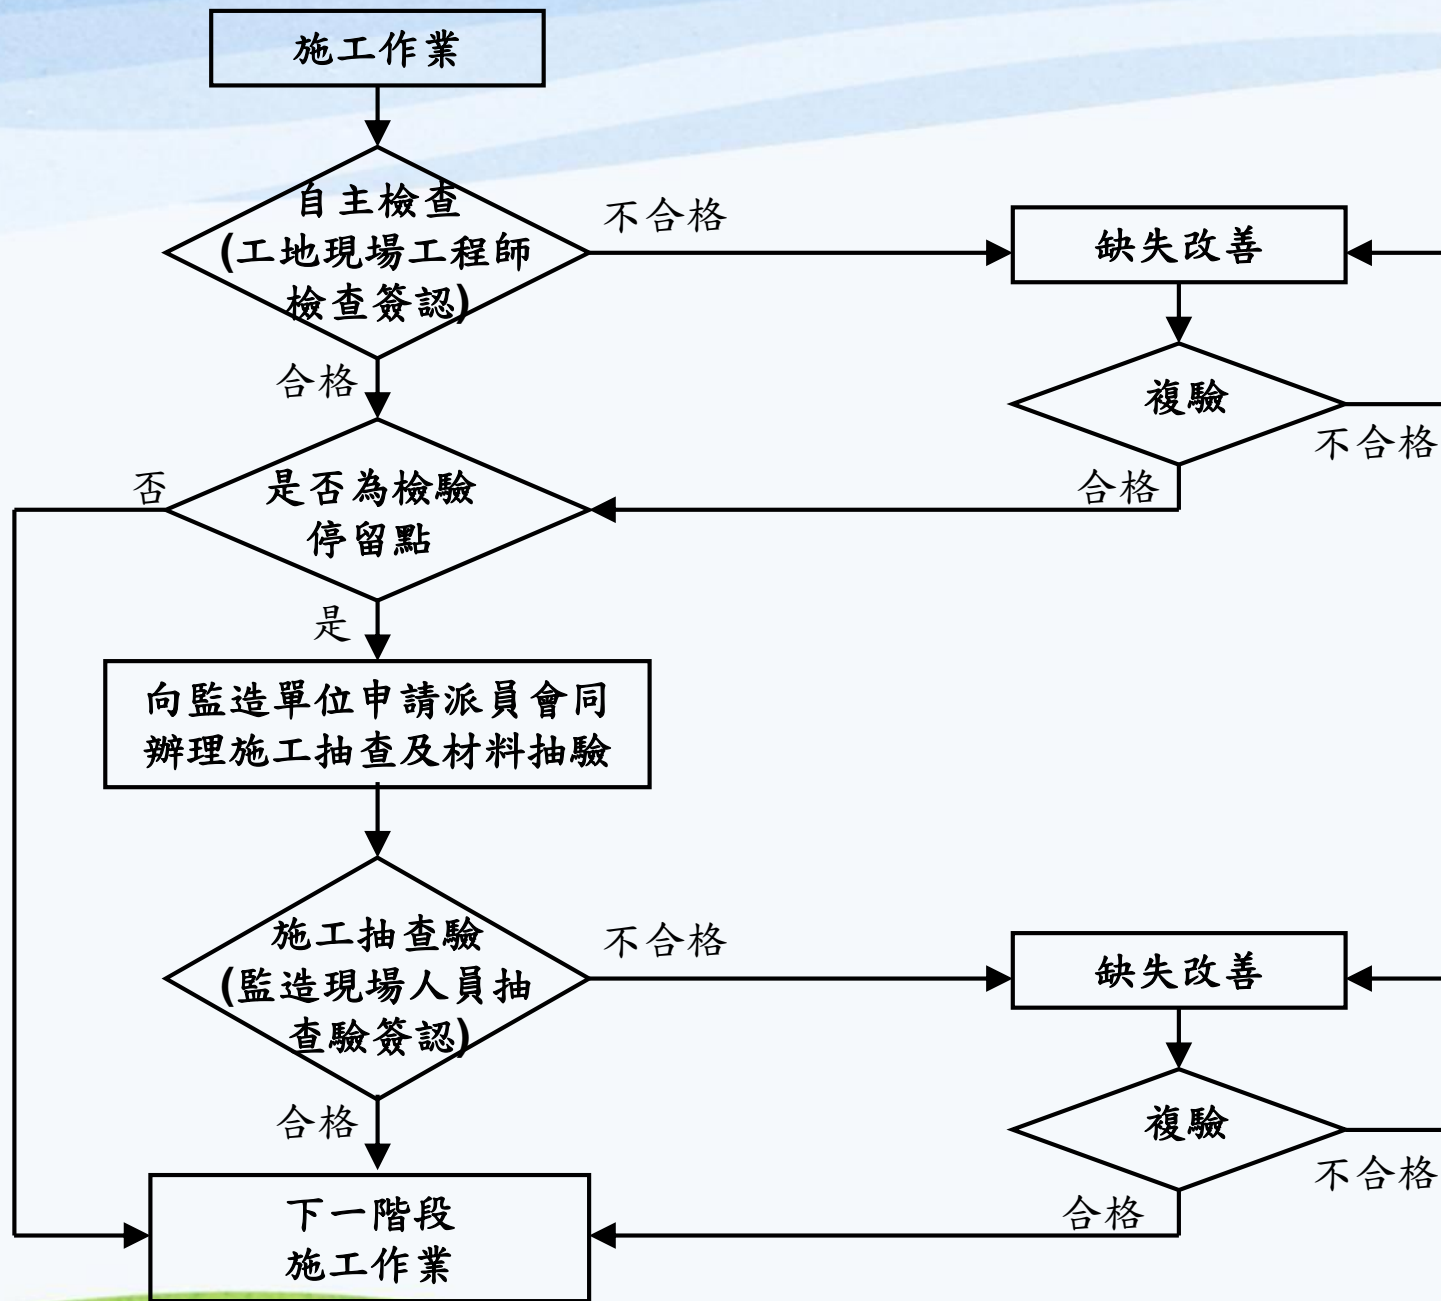 施工作業
自主檢查
(工地現場工程師
檢查簽認)
不合格
缺失改善
合格
複驗
不合格
合格
否
是否為檢驗
停留點
是
向監造單位申請派員會同
辦理施工抽查及材料抽驗
施工抽查驗
(監造現場人員抽
查驗簽認)
不合格
缺失改善
合格
複驗
不合格
合格
下一階段
施工作業